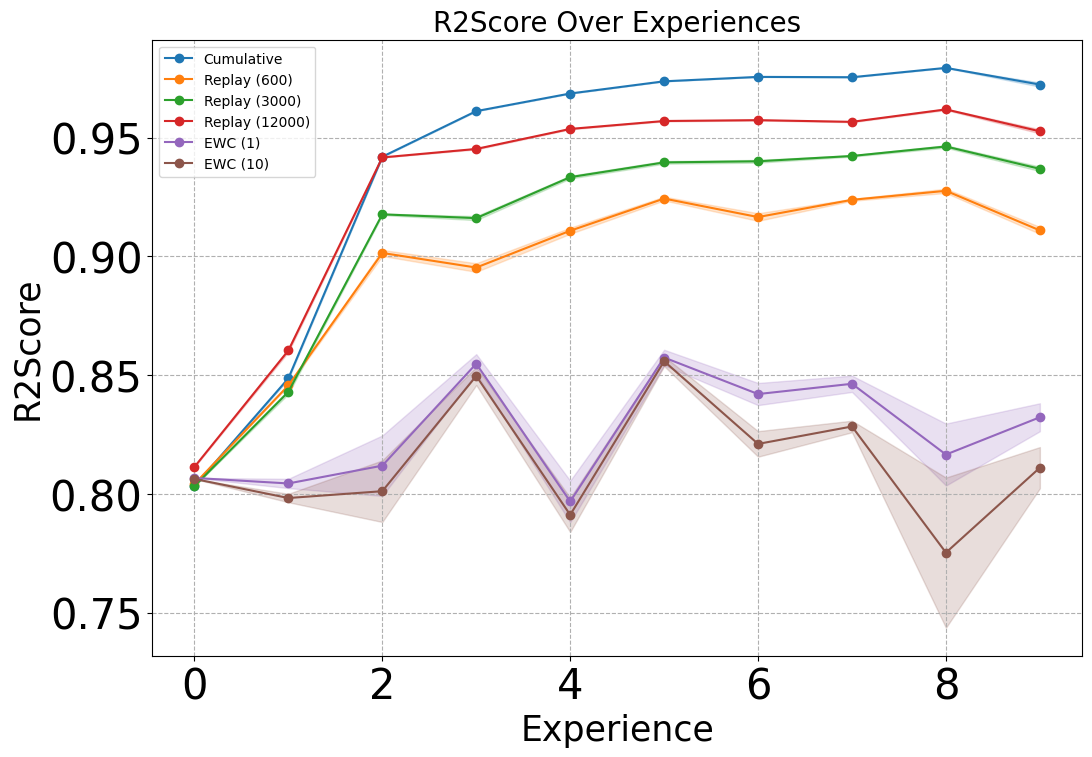 R2Score Over Experiences
Cumulative
Replay (600)
Replay (3000)
Replay (12000)
EWC (1)
EWC (10)
R2Score
0.95
0.90
0.85
0.80
0.75
0 2 4 6 8
Experience